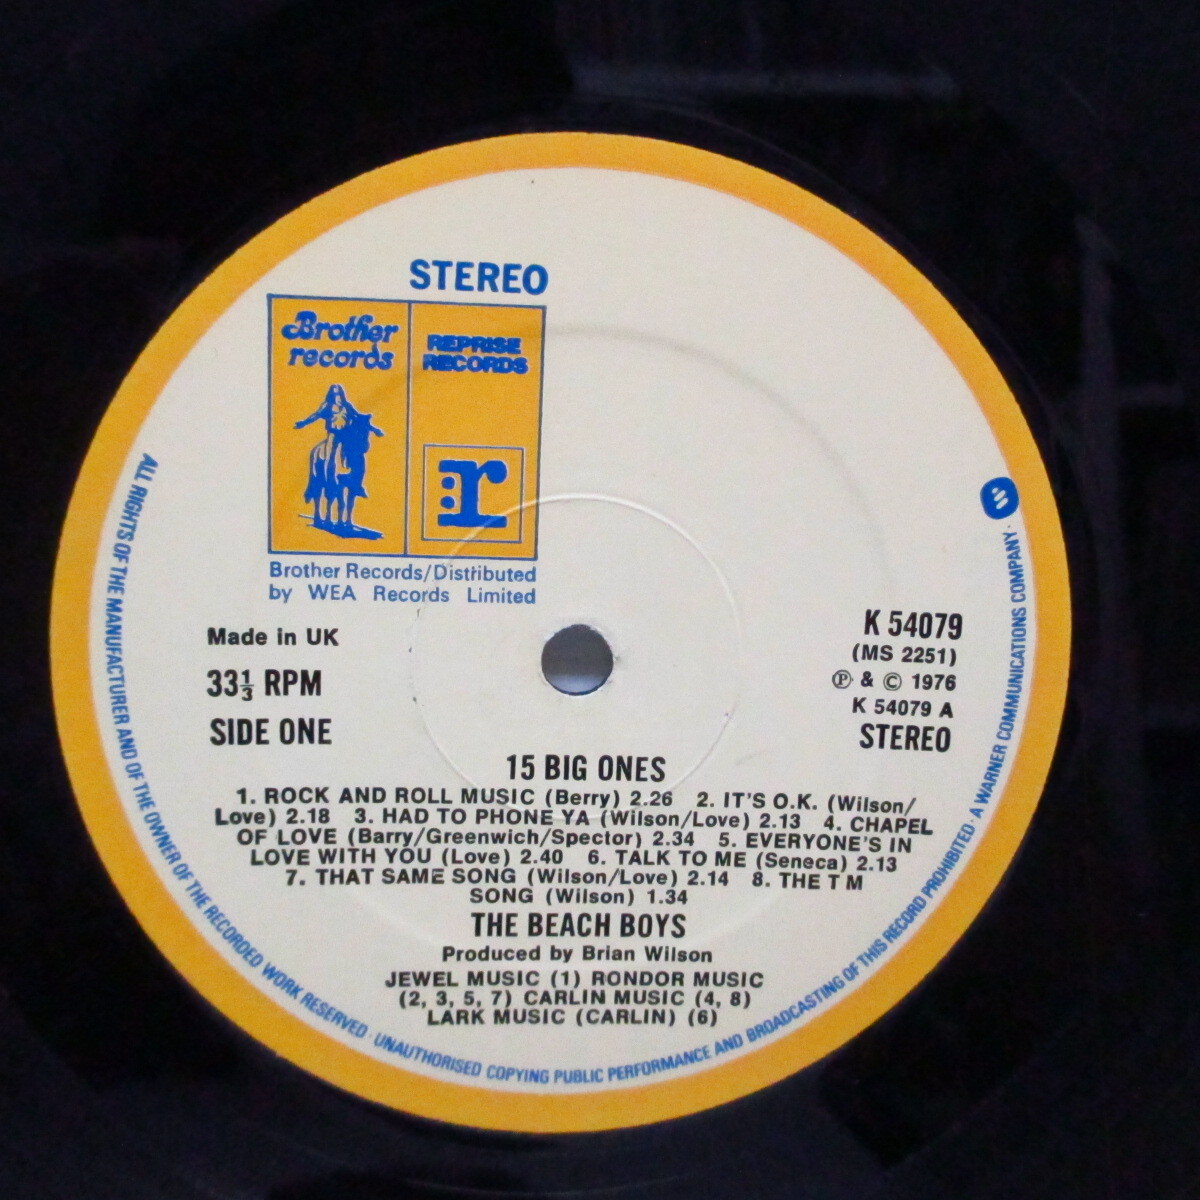 STEREO
Brother
records
REPRISE
RECORDS
r
Brother Records/Distributed
by WEA Records Limited
Made in UK
33⅓ RPM
SIDE ONE
K 54079
(MS 2251)
℗ & © 1976
K 54079 A
STEREO
15 BIG ONES
1. ROCK AND ROLL MUSIC (Berry) 2.26 2. IT'S O.K. (Wilson/
Love) 2.18 3. HAD TO PHONE YA (Wilson/Love) 2.13 4. CHAPEL
OF LOVE (Barry/Greenwich/Spector) 2.34 5. EVERYONE'S IN
LOVE WITH YOU (Love) 2.40 6. TALK TO ME (Seneca) 2.13
7. THAT SAME SONG (Wilson/Love) 2.14 8. THE T M
SONG (Wilson) 1.34
THE BEACH BOYS
Produced by Brian Wilson
JEWEL MUSIC (1) RONDOR MUSIC
(2, 3, 5, 7) CARLIN MUSIC (4, 8)
LARK MUSIC (CARLIN) (6)
ALL RIGHTS OF THE MANUFACTURER AND OF THE OWNER OF THE RECORDED WORK RESERVED · UNAUTHORISED COPYING PUBLIC PERFORMANCE AND BROADCASTING OF THIS RECORD PROHIBITED · A WARNER COMMUNICATIONS COMPANY ·